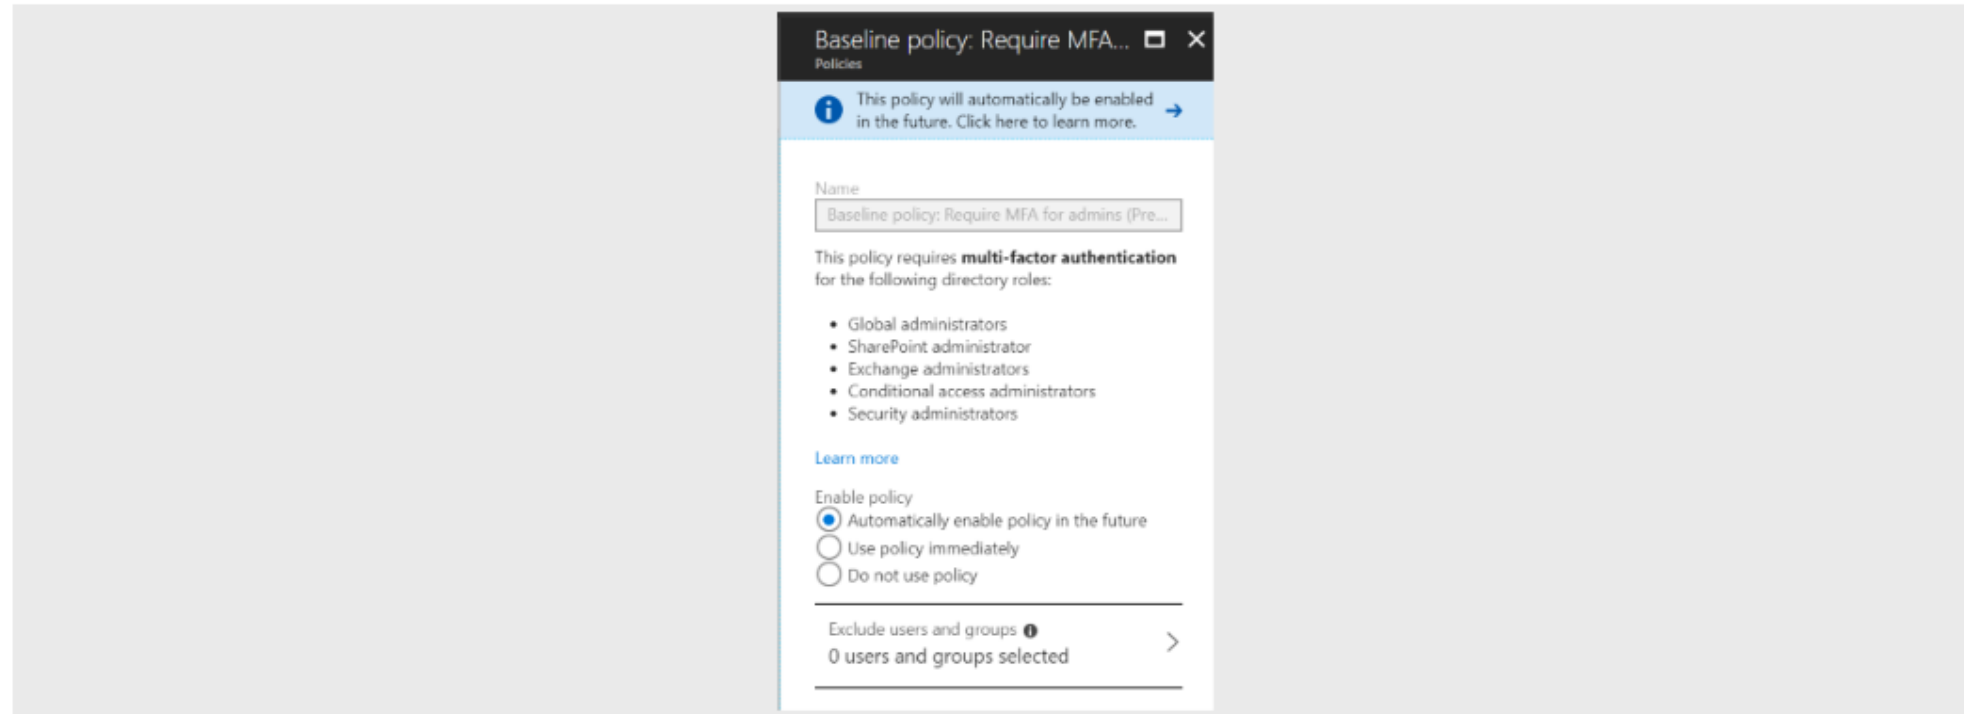 Baseline policy: Require MFA...
Policies
This policy will automatically be enabled
in the future. Click here to learn more.
Name
Baseline policy: Require MFA for admins (Pre...
This policy requires multi-factor authentication
for the following directory roles:
• Global administrators
• SharePoint administrator
• Exchange administrators
• Conditional access administrators
• Security administrators
Learn more
Enable policy
Automatically enable policy in the future
Use policy immediately
Do not use policy
Exclude users and groups
0 users and groups selected